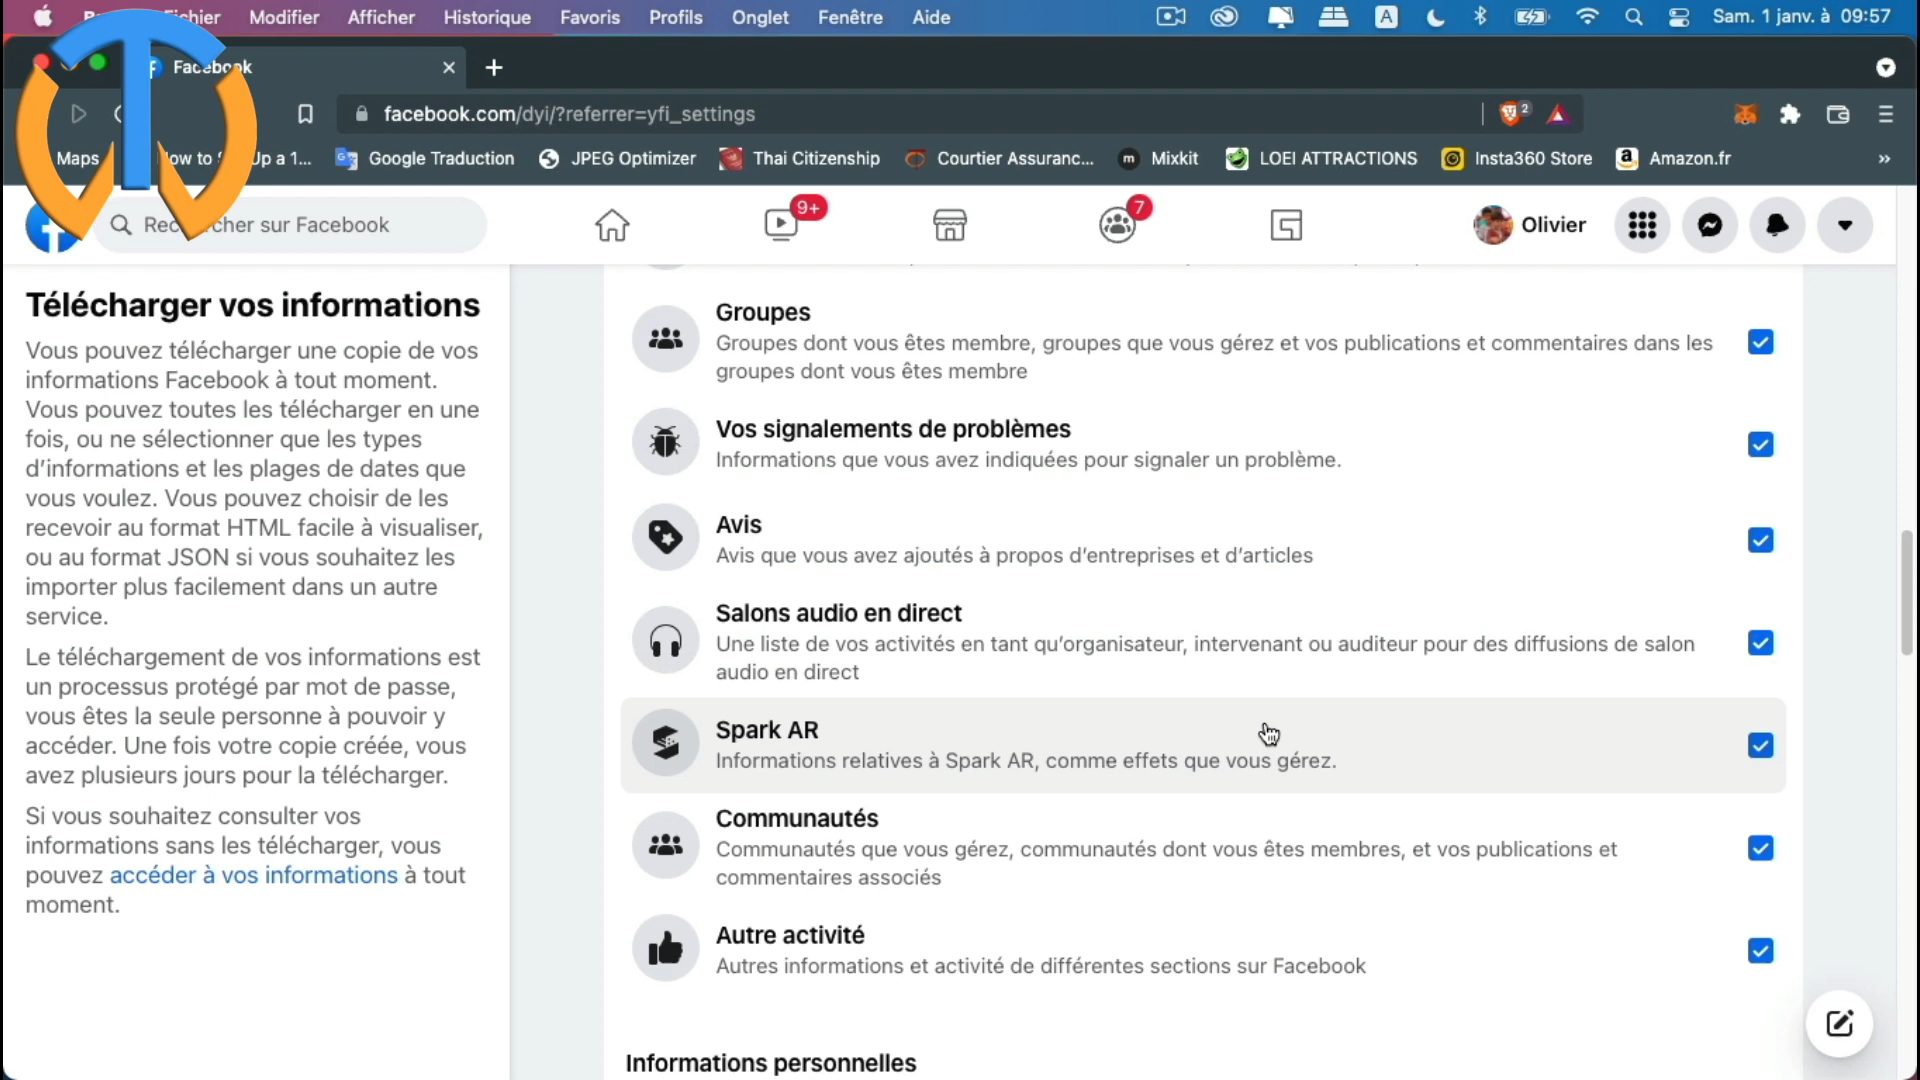 Modifier Afficher Historique Favoris Profils Onglet Fenêtre Aide
A
Sam. 1 janv. à 09:57
Facebook
facebook.com/dyi/?referrer=yfi_settings
2
Maps
Google Traduction
JPEG Optimizer
Thai Citizenship
Courtier Assuranc...
m Mixkit
LOEI ATTRACTIONS
Insta360 Store
Amazon.fr
»
sur Facebook
9+
7
Olivier
Télécharger vos informations
Vous pouvez télécharger une copie de vos
informations Facebook à tout moment.
Vous pouvez toutes les télécharger en une
fois, ou ne sélectionner que les types
d’informations et les plages de dates que
vous voulez. Vous pouvez choisir de les
recevoir au format HTML facile à visualiser,
ou au format JSON si vous souhaitez les
importer plus facilement dans un autre
service.
Le téléchargement de vos informations est
un processus protégé par mot de passe,
vous êtes la seule personne à pouvoir y
accéder. Une fois votre copie créée, vous
avez plusieurs jours pour la télécharger.
Si vous souhaitez consulter vos
informations sans les télécharger, vous
pouvez accéder à vos informations à tout
moment.
Groupes
Groupes dont vous êtes membre, groupes que vous gérez et vos publications et commentaires dans les
groupes dont vous êtes membre
Vos signalements de problèmes
Informations que vous avez indiquées pour signaler un problème.
Avis
Avis que vous avez ajoutés à propos d’entreprises et d’articles
Salons audio en direct
Une liste de vos activités en tant qu’organisateur, intervenant ou auditeur pour des diffusions de salon
audio en direct
Spark AR
Informations relatives à Spark AR, comme effets que vous gérez.
Communautés
Communautés que vous gérez, communautés dont vous êtes membres, et vos publications et
commentaires associés
Autre activité
Autres informations et activité de différentes sections sur Facebook
Informations personnelles